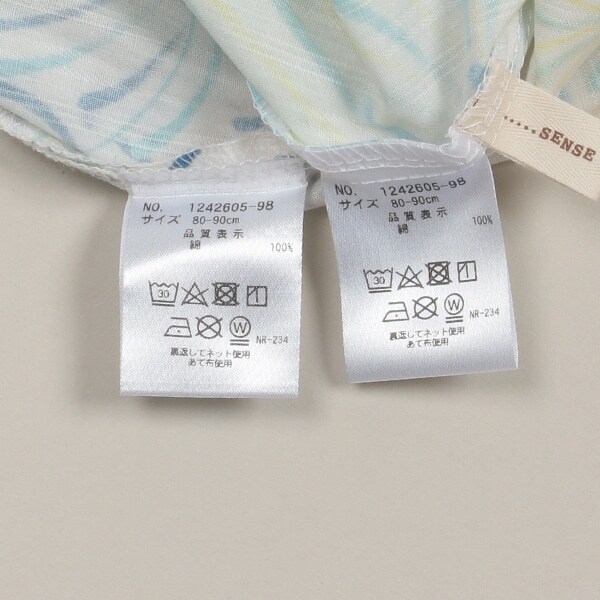 NO. 1242605-98
サイズ 80-90cm
品質表示
綿 100%
30
W NR-234
裏返してネット使用
あて布使用
NO. 1242605-98
サイズ 80-90cm
品質表示
綿 100%
30
W NR-234
裏返してネット使用
あて布使用
.....SENSE